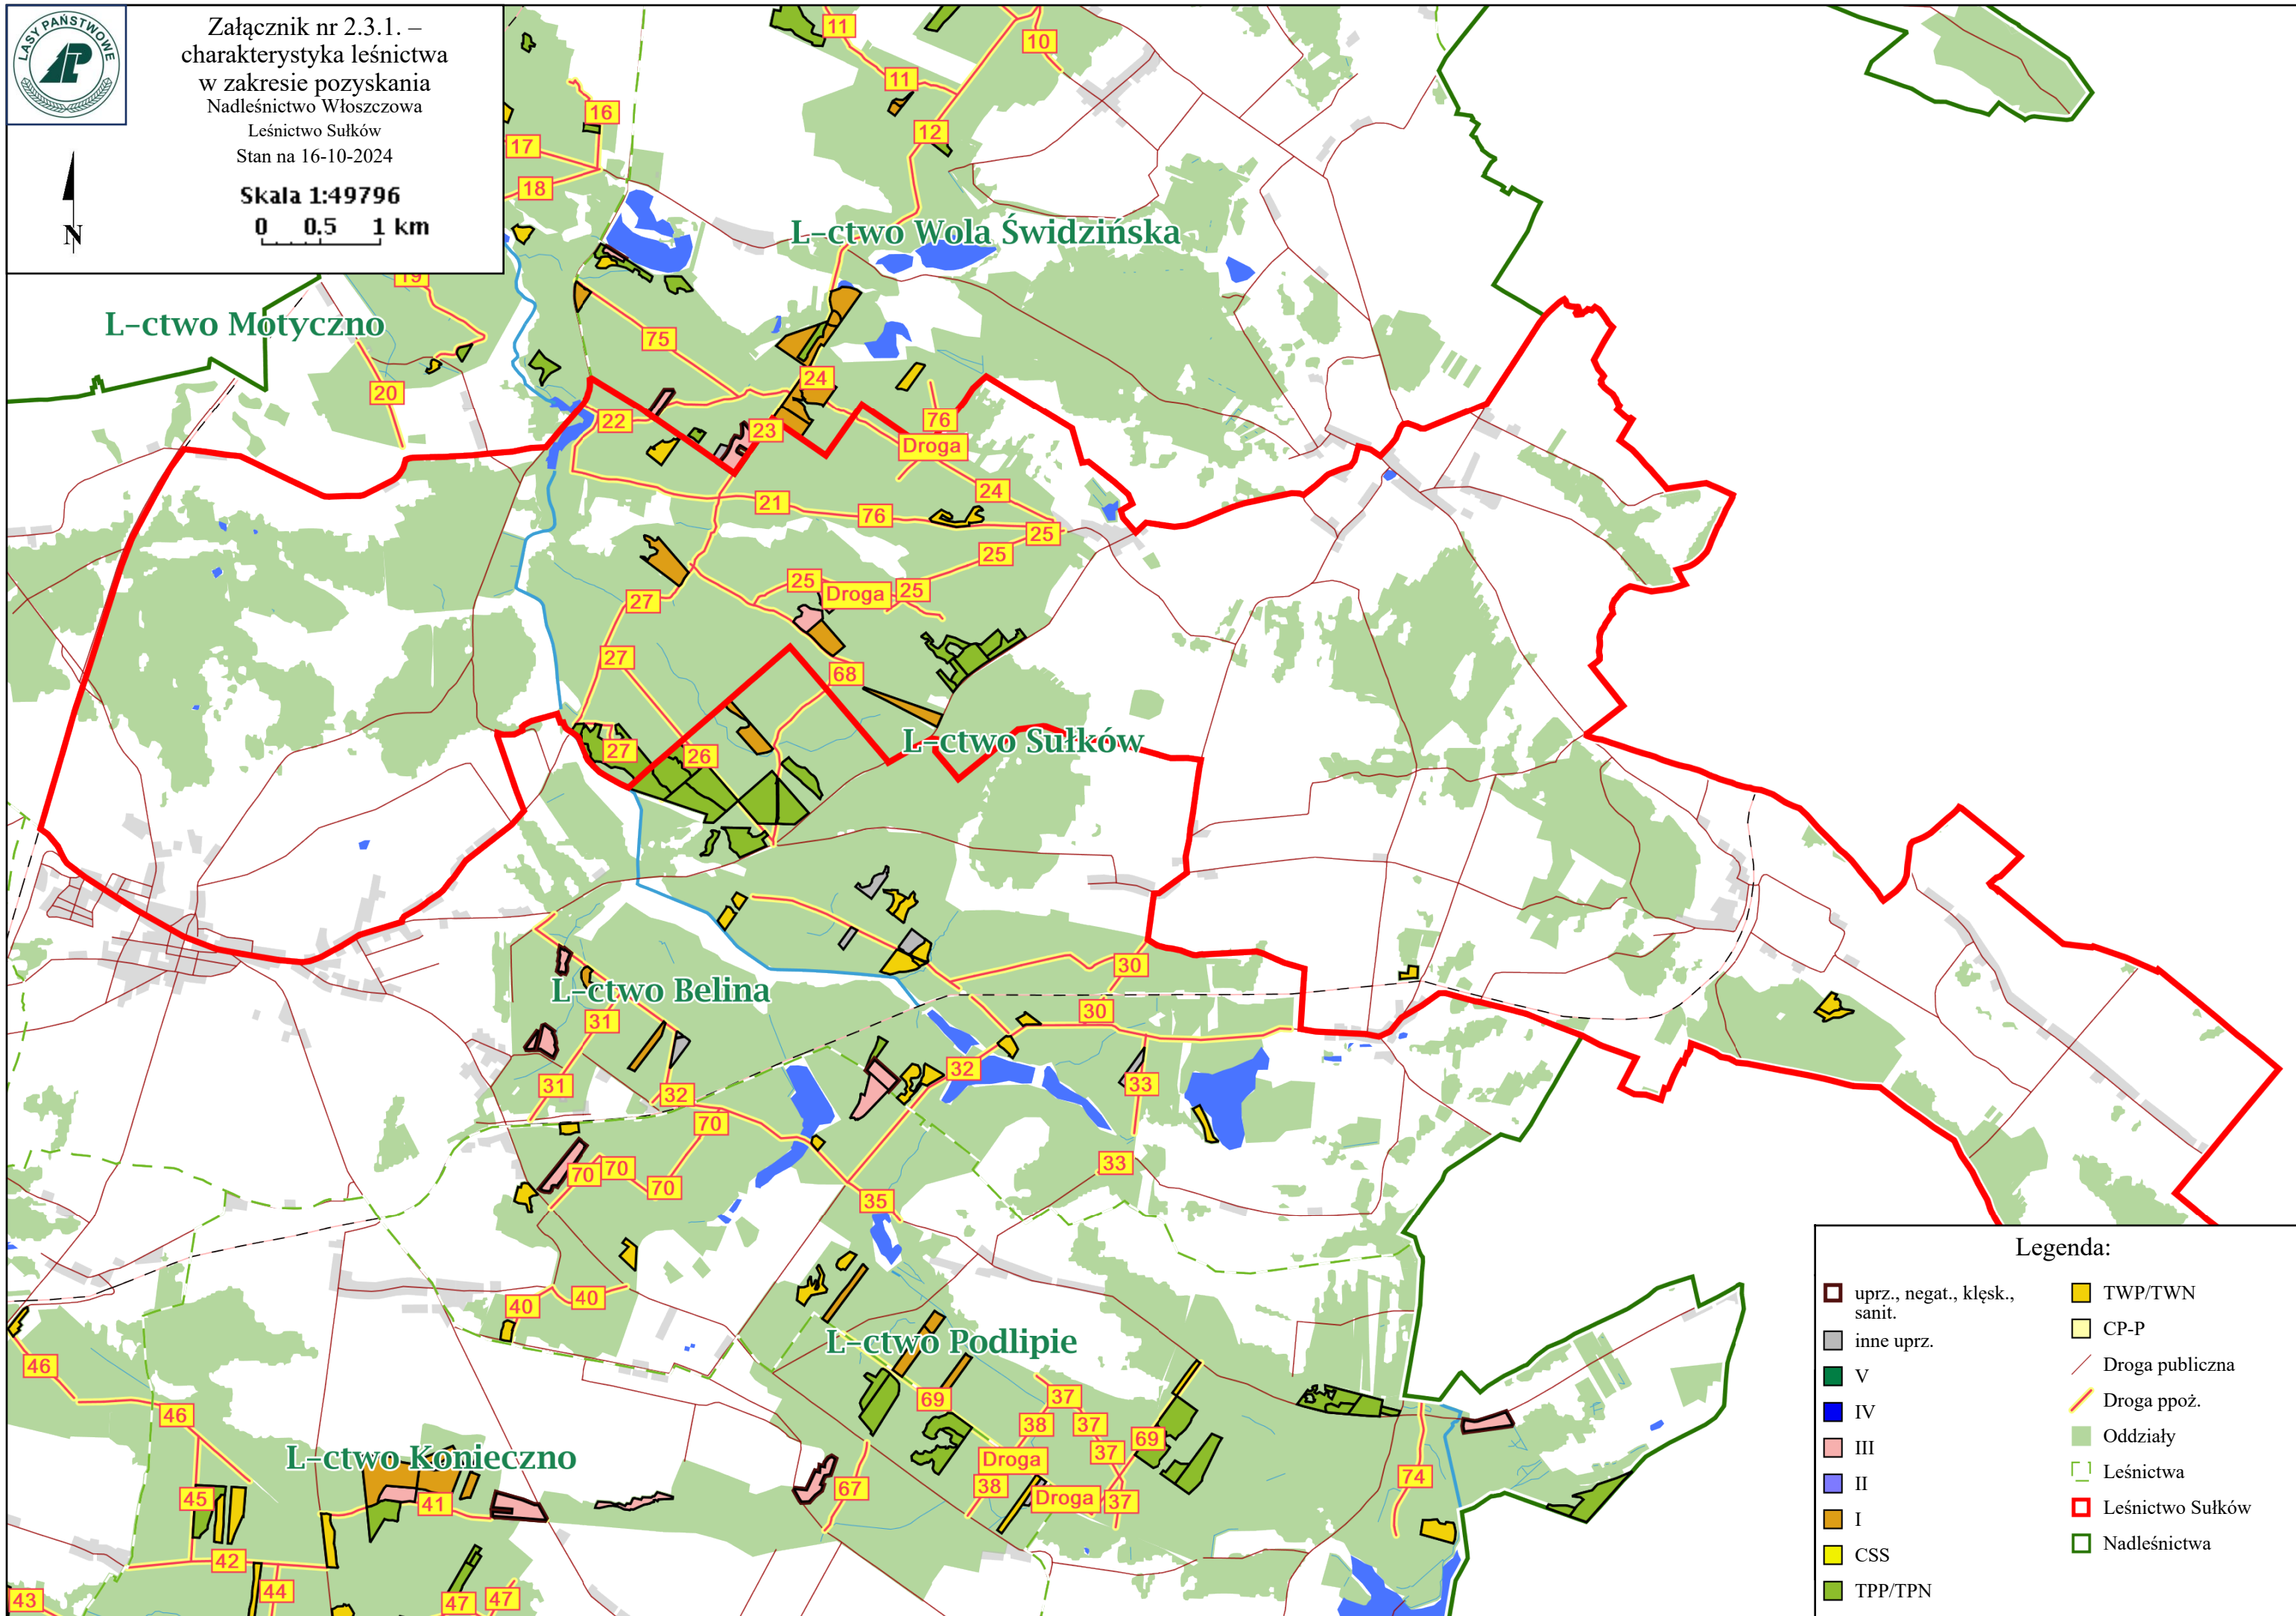 LASY PAŃSTWOWE
Załącznik nr 2.3.1. –
charakterystyka leśnictwa
w zakresie pozyskania
Nadleśnictwo Włoszczowa
Leśnictwo Sułków
Stan na 16-10-2024
Skala 1:49796
0 0.5 1 km
N
11
10
11
16
12
17
18
L-ctwo Wola Świdzińska
19
L-ctwo Motyczno
75
24
20
22
76
23
Droga
24
21
76
25
25
25
Droga
25
27
27
68
L-ctwo Sułków
27
26
30
L-ctwo Belina
30
31
32
31
33
32
70
33
70
70
70
35
40
40
L-ctwo Podlipie
46
69
37
46
38
37
69
37
L-ctwo Konieczno
Droga
74
38
67
45
Droga
37
41
42
44
43
47
47
Legenda:
uprz., negat., klęsk.,
sanit.
inne uprz.
V
IV
III
II
I
CSS
TPP/TPN
TWP/TWN
CP-P
Droga publiczna
Droga ppoż.
Oddziały
Leśnictwa
Leśnictwo Sułków
Nadleśnictwa